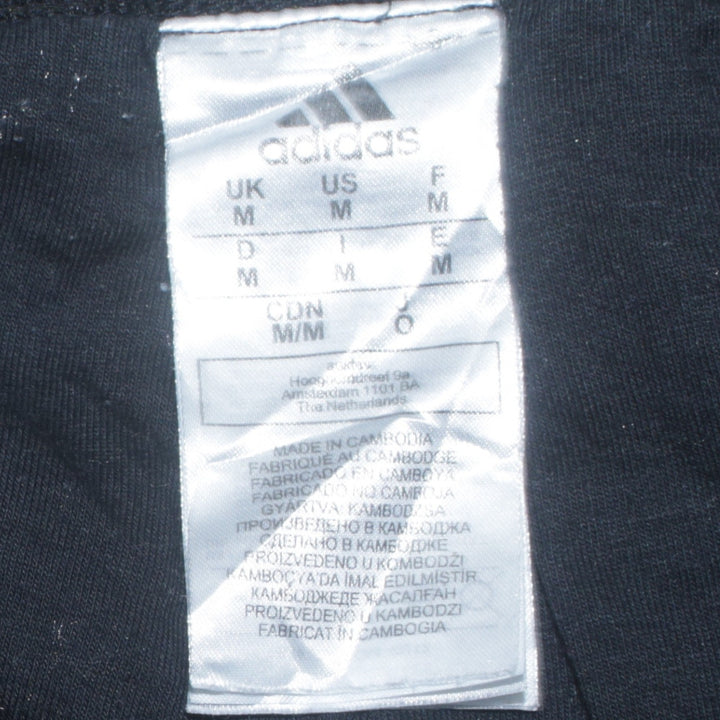 adidas
UK US F
M M M
D I E
M M M
CDN J
M/M O
Amsterdam 1101 BA
The Netherlands
MADE IN CAMBODIA
FABRIQUÉ AU CAMBODGE
FABRICADO EN CAMBOYA
FABRICADO NO CAMBOJA
GYÁRTVA: KAMBODZSA
ПРОИЗВЕДЕНО В КАМБОДЖА
СДЕЛАНО В КАМБОДЖЕ
PROIZVEDENO U KOMBODŽI
KAMBOÇYA'DA İMAL EDİLMİŞTİR
КАМБОДЖЕДЕ ЖАСАЛҒАН
PROIZVEDENO U KAMBODZI
FABRICAT ÎN CAMBOGIA